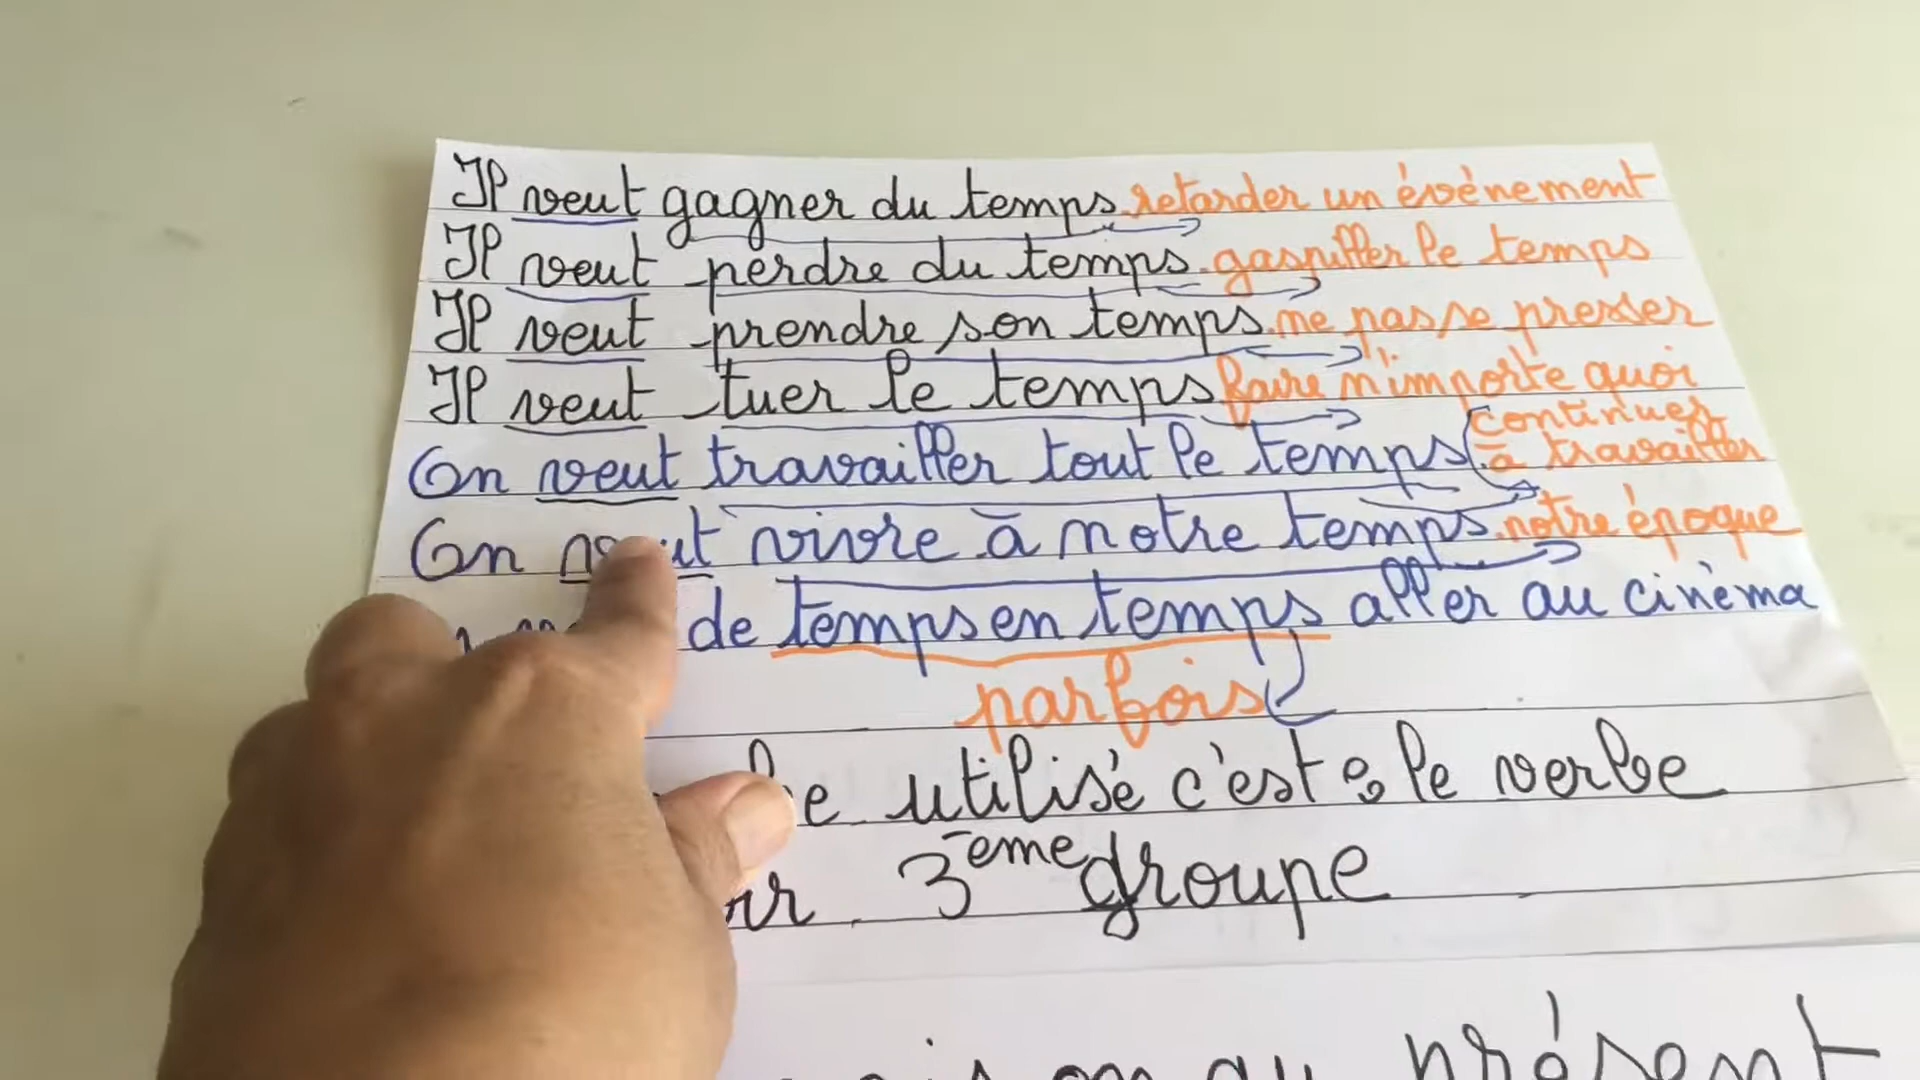 Il veut gagner du temps. retarder un événement
Il veut perdre du temps. gaspiller le temps
Il veut prendre son temps. ne pas se presser
Il veut tuer le temps faire n'importe quoi
On veut travailler tout le temps (continuer
à travailler
On veut vivre à notre temps. notre époque
de temps en temps aller au cinéma
parfois
utilisé c'est : le verbe
3ème groupe
au présent